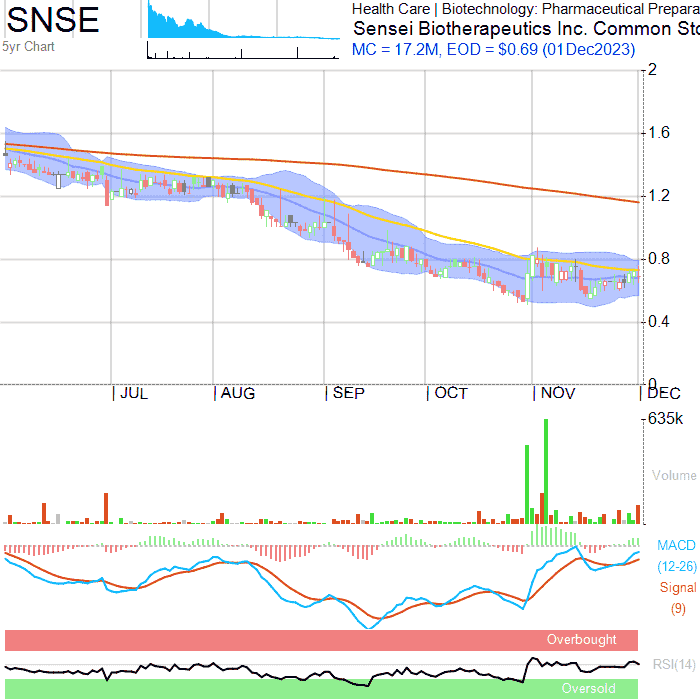 SNSE
5yr Chart
Health Care | Biotechnology: Pharmaceutical Prepara
Sensei Biotherapeutics Inc. Common Sto
MC = 17.2M, EOD = $0.69 (01Dec2023)
2
1.6
1.2
0.8
0.4
0
JUL AUG SEP OCT NOV DEC
635k
Volume
MACD
(12-26)
Signal
(9)
Overbought
RSI(14)
Oversold